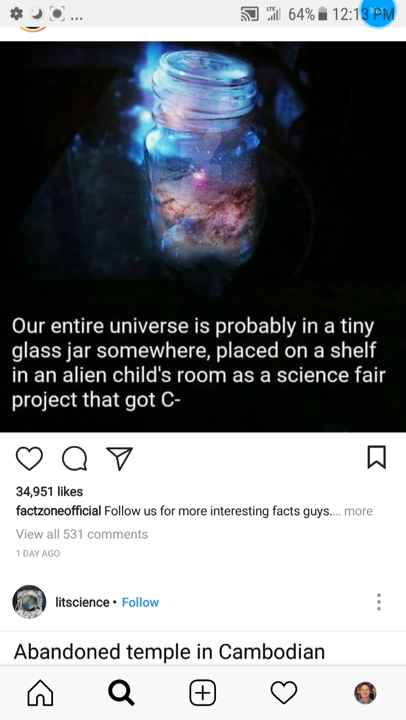 64% 12:13 PM
Our entire universe is probably in a tiny
glass jar somewhere, placed on a shelf
in an alien child's room as a science fair
project that got C-
34,951 likes
factzoneofficial Follow us for more interesting facts guys.... more
View all 531 comments
1 DAY AGO
litscience • Follow
Abandoned temple in Cambodian